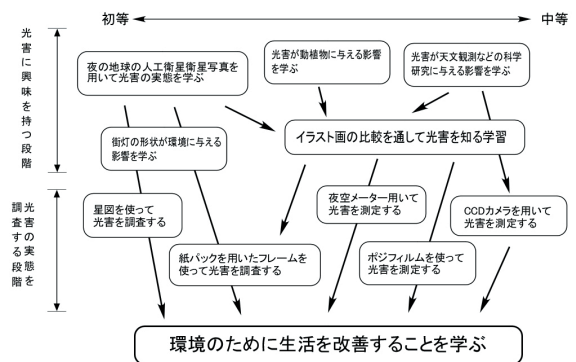 初等
中等
光害に興味を持つ段階
夜の地球の人工衛星衛星写真を
用いて光害の実態を学ぶ
光害が動植物に与える影響
を学ぶ
光害が天文観測などの科学
研究に与える影響を学ぶ
街灯の形状が環境に与える
影響を学ぶ
イラスト画の比較を通して光害を知る学習
光害の実態を
調査する段階
星図を使って
光害を調査する
夜空メーター用いて
光害を測定する
CCDカメラを用いて
光害を測定する
紙パックを用いたフレームを
使って光害を調査する
ポジフィルムを使って
光害を測定する
環境のために生活を改善することを学ぶ